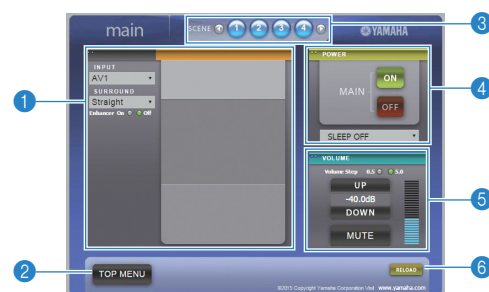 main
SCENE 1 2 3 4
YAMAHA
3
1
INPUT
AV1
SURROUND
Straight
Enhancer On Off
POWER
MAIN
ON
OFF
4
SLEEP OFF
VOLUME
Volume Step 0.5 5.0
UP
-40.0dB
DOWN
MUTE
5
2
TOP MENU
RELOAD
6
©2015 Copyright Yamaha Corporation Visit www.yamaha.com